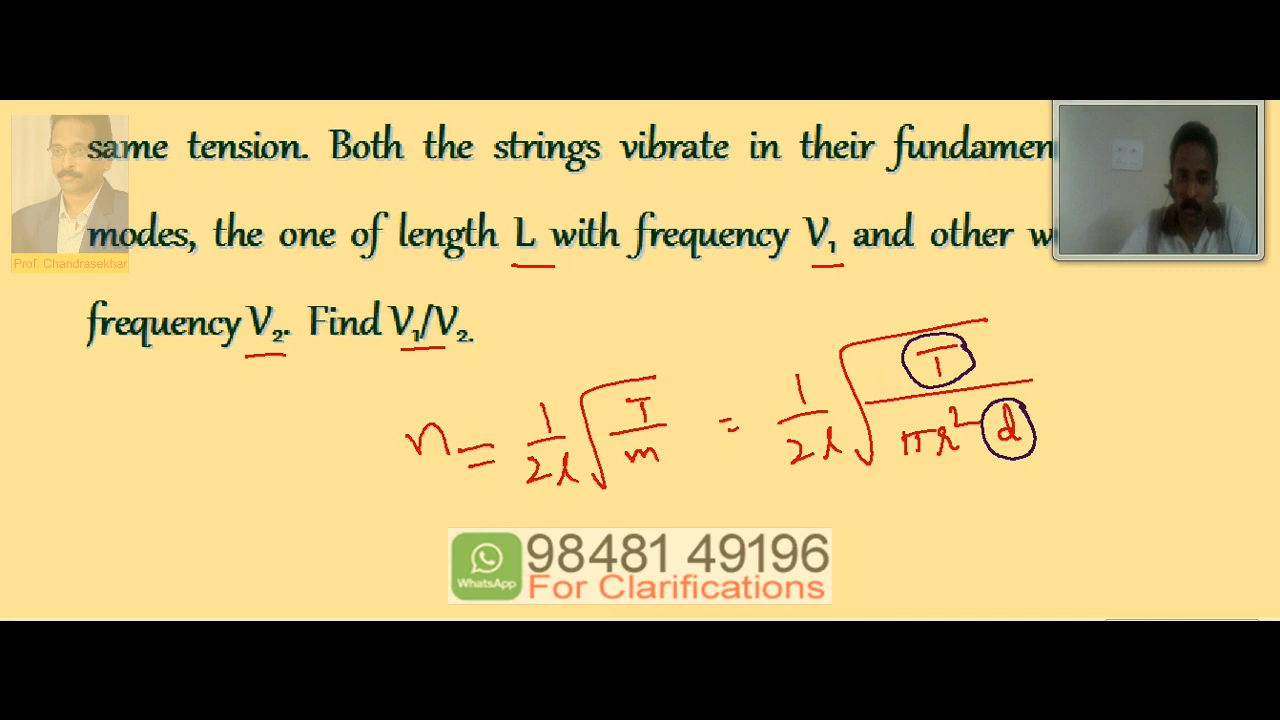 same tension. Both the strings vibrate in their fundamen
modes, the one of length L with frequency V₁ and other w
frequency V₂. Find V₁/V₂.
Prof. Chandrasekhar
n = 1/2l √T/m = 1/2l √T/πr²d
WhatsApp
98481 49196
For Clarifications